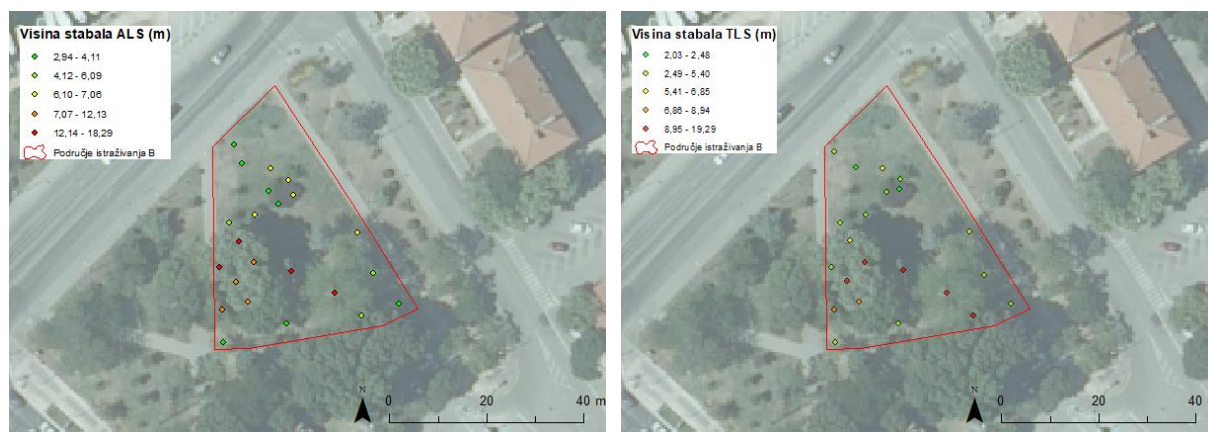 Visina stabala ALS (m)
2,94 - 4,11
4,12 - 6,09
6,10 - 7,06
7,07 - 12,13
12,14 - 18,29
Područje istraživanja B
N
0 20 40 m
Visina stabala TLS (m)
2,03 - 2,48
2,49 - 5,40
5,41 - 6,85
6,86 - 8,94
8,95 - 19,29
Područje istraživanja B
N
0 20 40 m